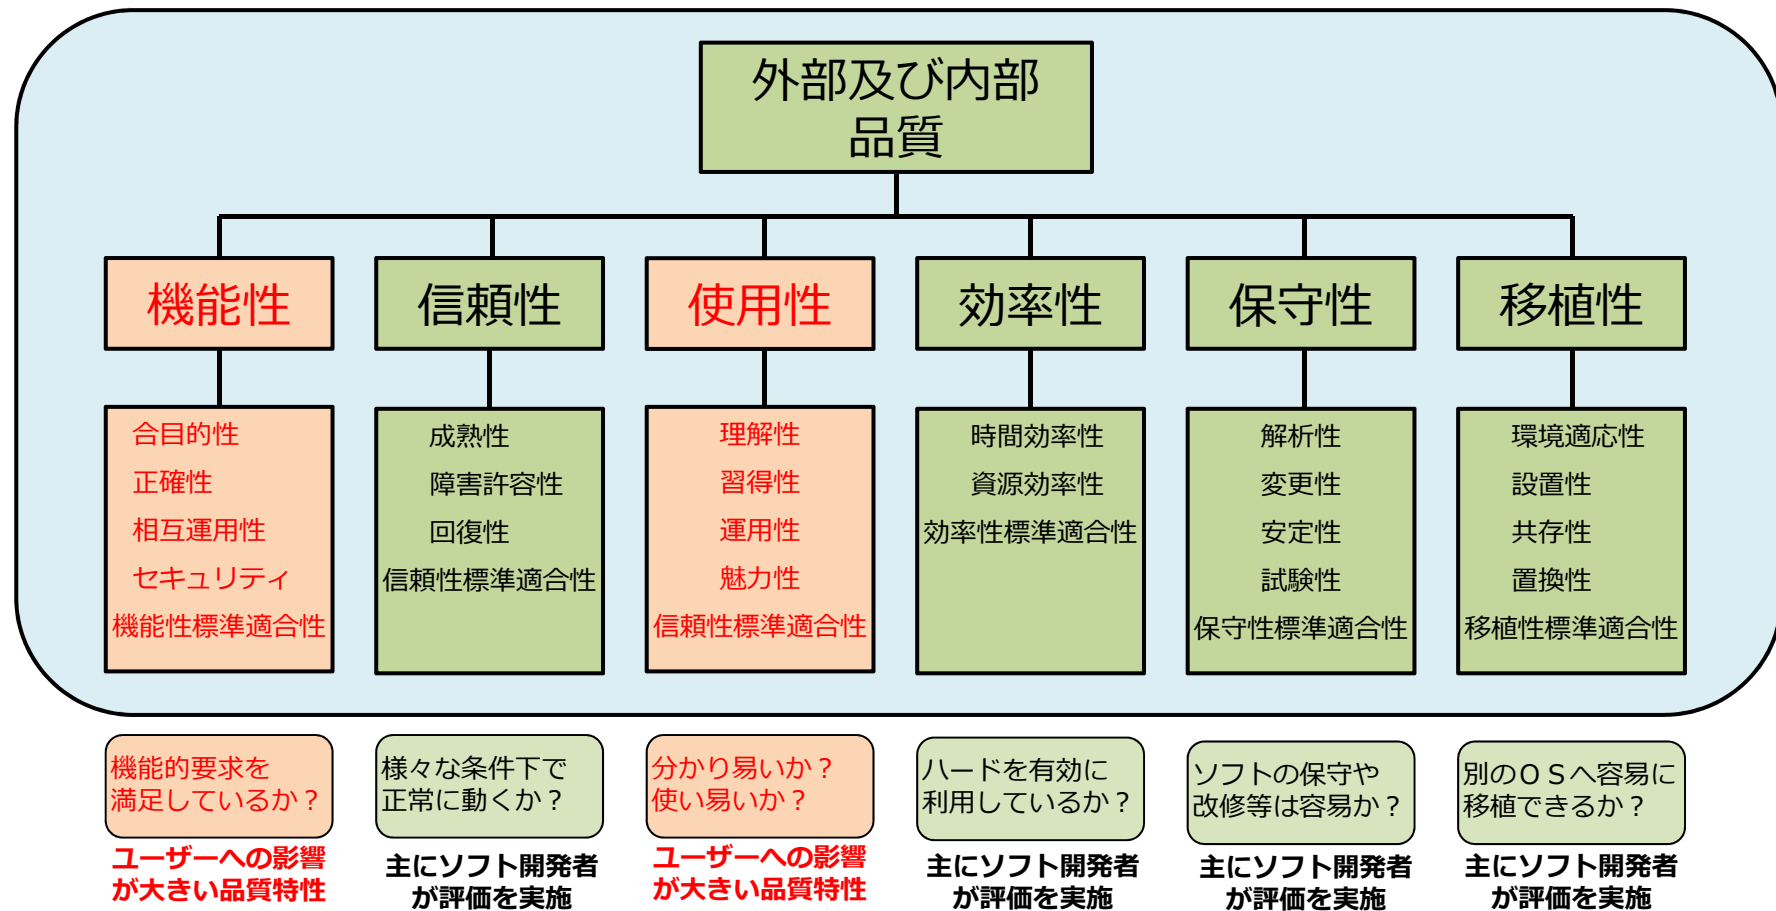 外部及び内部
品質
機能性
信頼性
使用性
効率性
保守性
移植性
合目的性
正確性
相互運用性
セキュリティ
機能性標準適合性
成熟性
障害許容性
回復性
信頼性標準適合性
理解性
習得性
運用性
魅力性
信頼性標準適合性
時間効率性
資源効率性
効率性標準適合性
解析性
変更性
安定性
試験性
保守性標準適合性
環境適応性
設置性
共存性
置換性
移植性標準適合性
機能的要求を
満足しているか？
ユーザーへの影響
が大きい品質特性
様々な条件下で
正常に動くか？
主にソフト開発者
が評価を実施
分かり易いか？
使い易いか？
ユーザーへの影響
が大きい品質特性
ハードを有効に
利用しているか？
主にソフト開発者
が評価を実施
ソフトの保守や
改修等は容易か？
主にソフト開発者
が評価を実施
別のＯＳへ容易に
移植できるか？
主にソフト開発者
が評価を実施